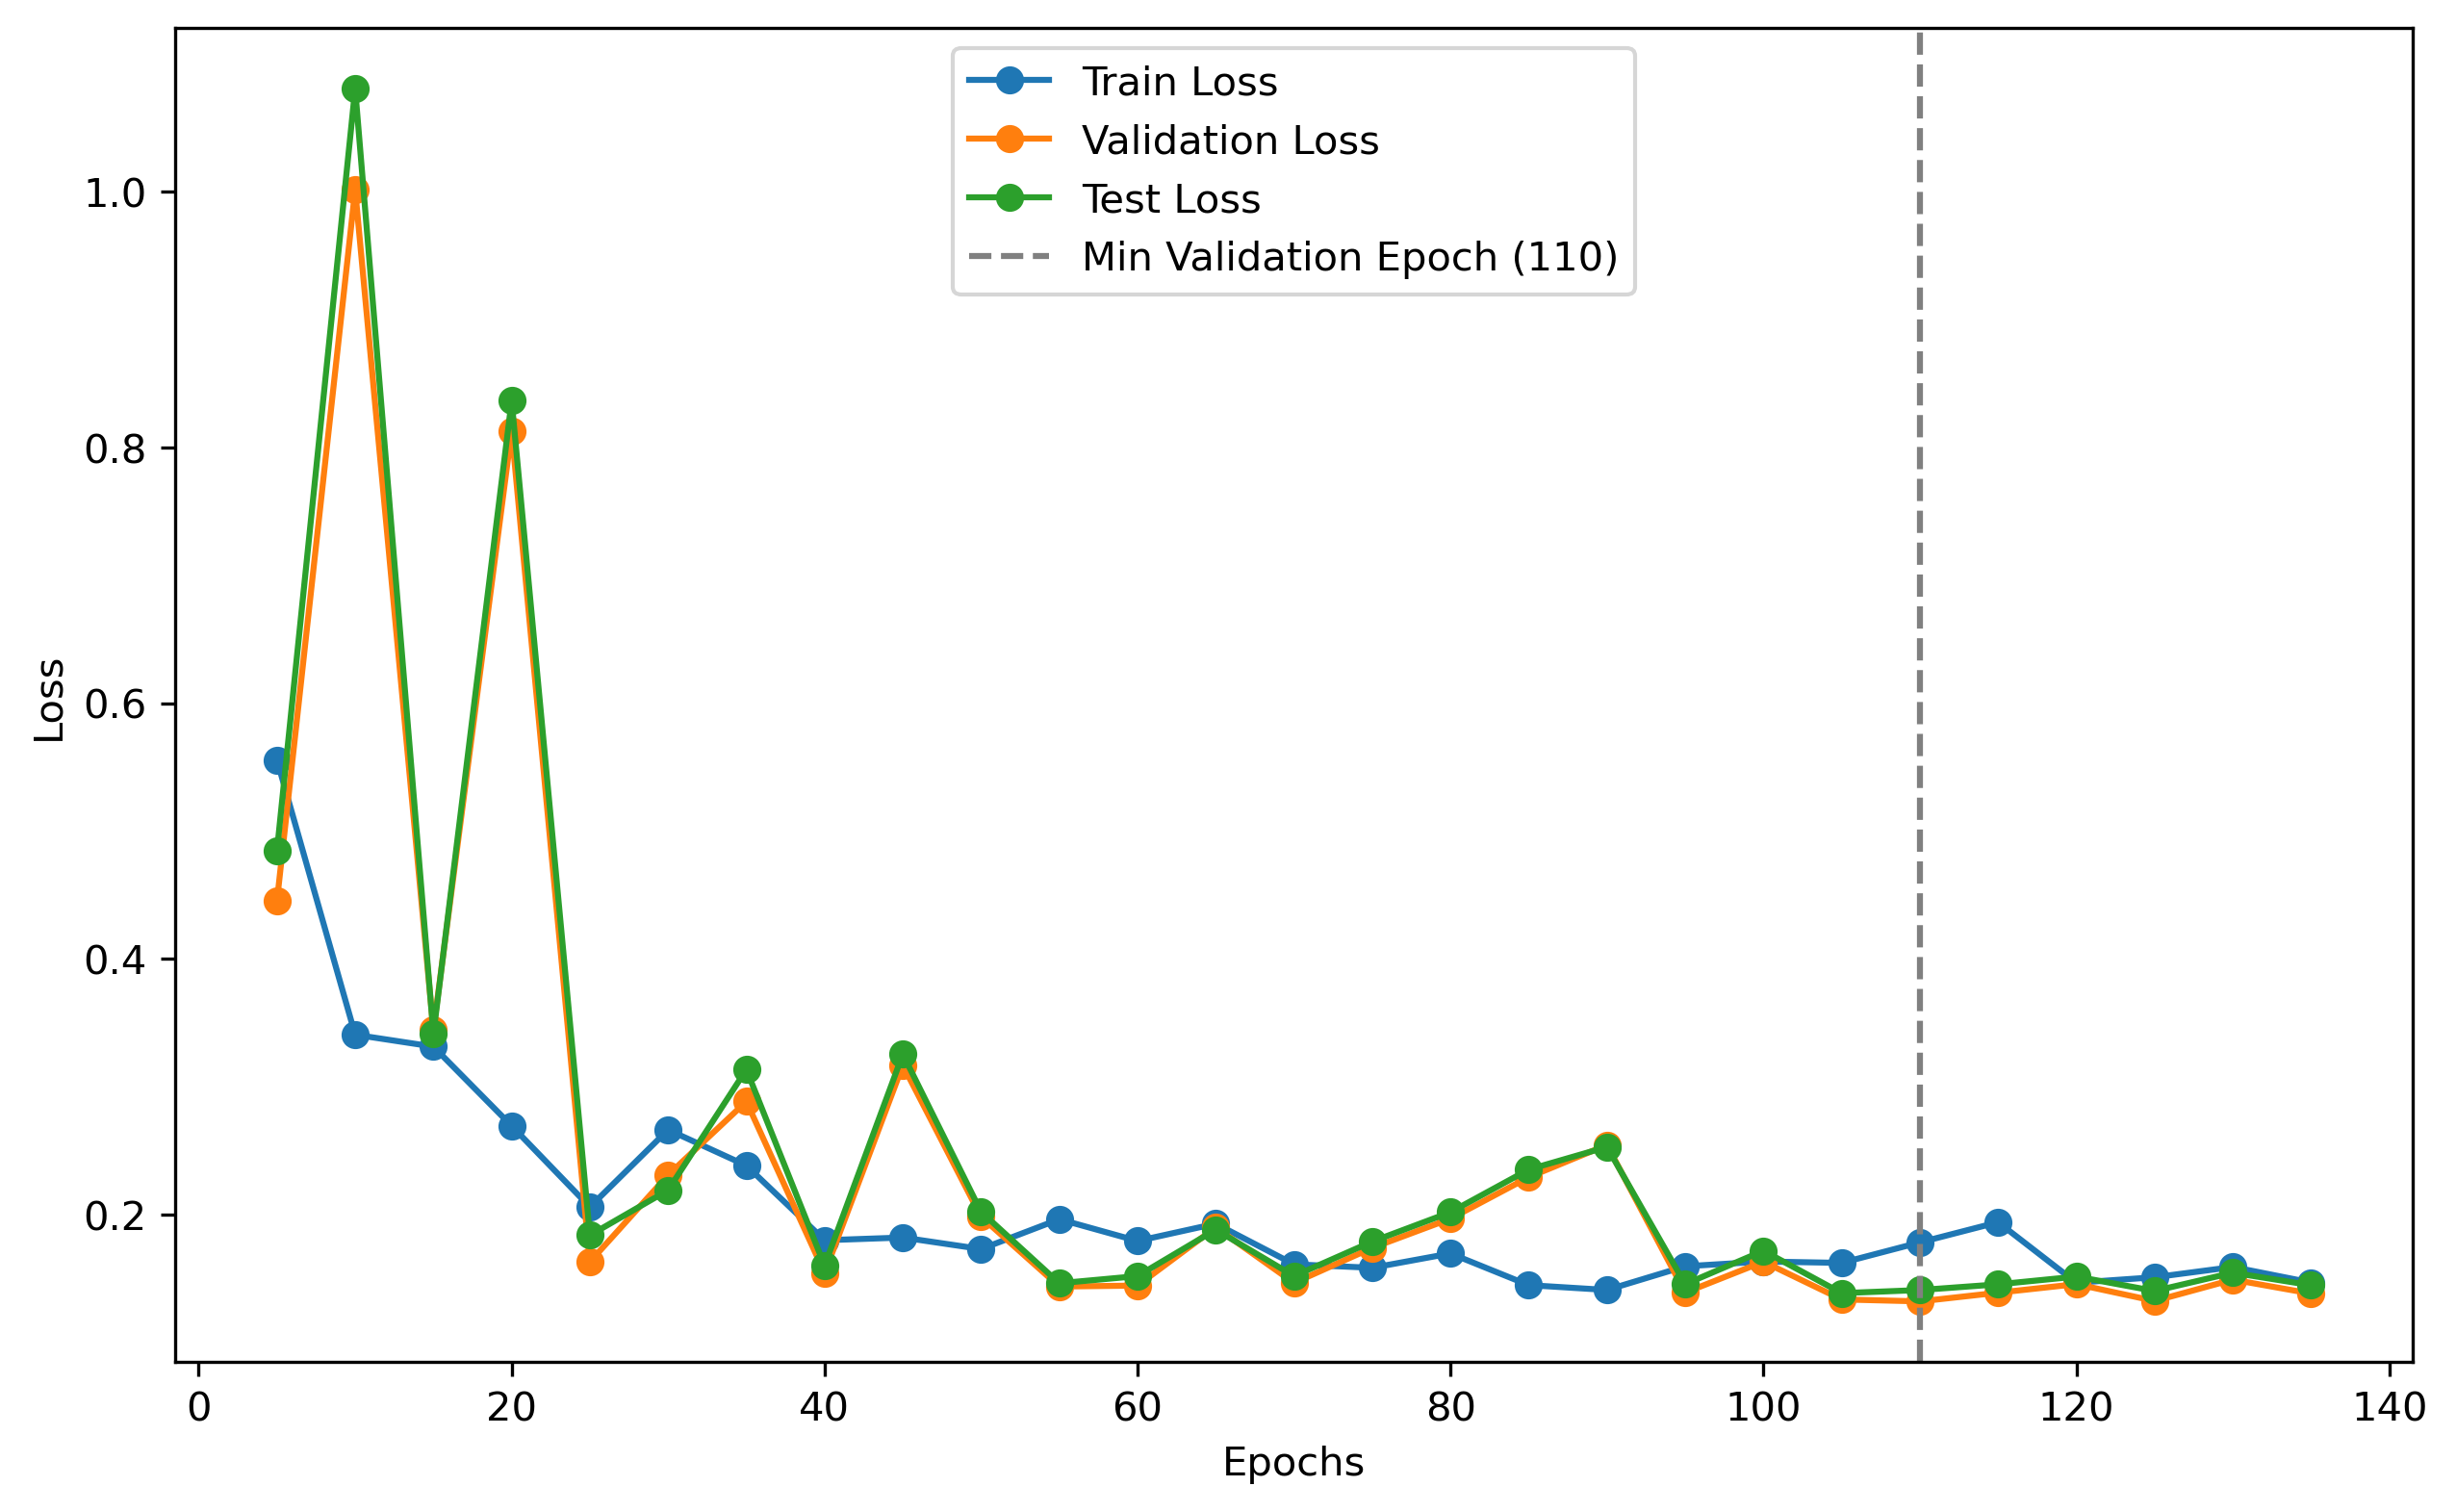 Train Loss
Validation Loss
Test Loss
Min Validation Epoch (110)
1.0
0.8
0.6
0.4
0.2
Loss
0 20 40 60 80 100 120 140
Epochs